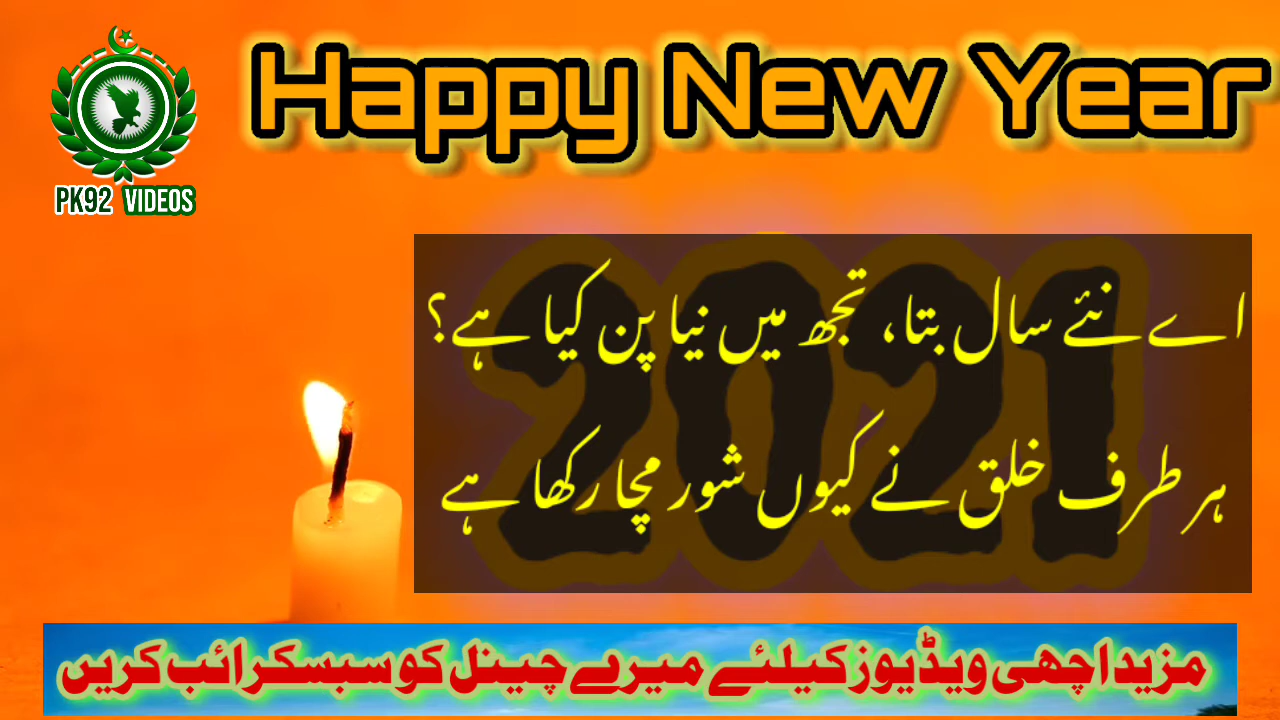 Happy New Year
PK92 VIDEOS
2021
اے نئے سال بتا، تجھ میں نیا پن کیا ہے؟
ہر طرف خلق نے کیوں شور مچا رکھا ہے
مزید اچھی ویڈیوز کیلئے میرے چینل کو سبسکرائب کریں